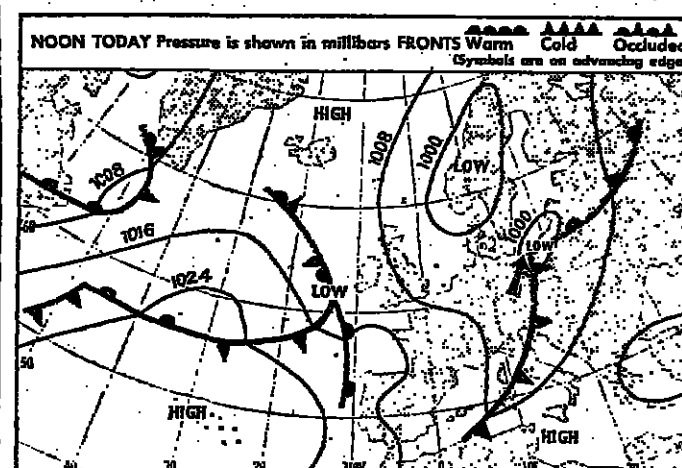 NOON TODAY Pressure is shown in millibars FRONTS Warm Cold Occluded
(Symbols are on advancing edge
HIGH
1008
1000
LOW
1008
1016
1000
LOW
1024
LOW
50
HIGH
HIGH